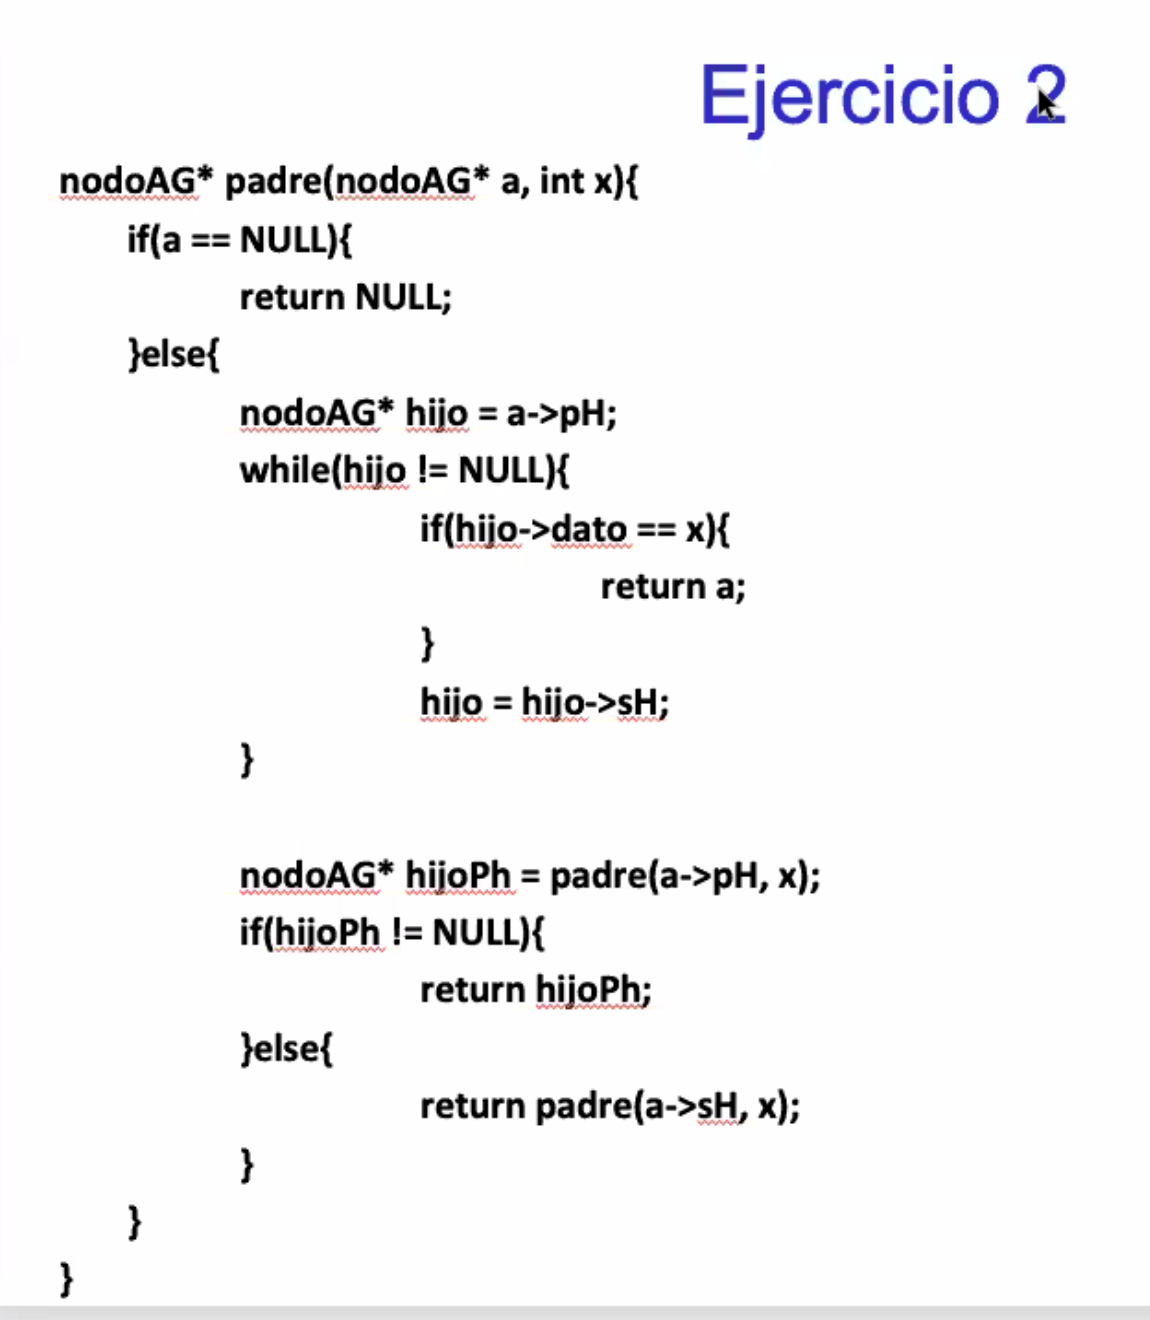 Ejercicio 2
nodoAG* padre(nodoAG* a, int x){
if(a == NULL){
return NULL;
}else{
nodoAG* hijo = a->pH;
while(hijo != NULL){
if(hijo->dato == x){
return a;
}
hijo = hijo->sH;
}
nodoAG* hijoPh = padre(a->pH, x);
if(hijoPh != NULL){
return hijoPh;
}else{
return padre(a->sH, x);
}
}
}